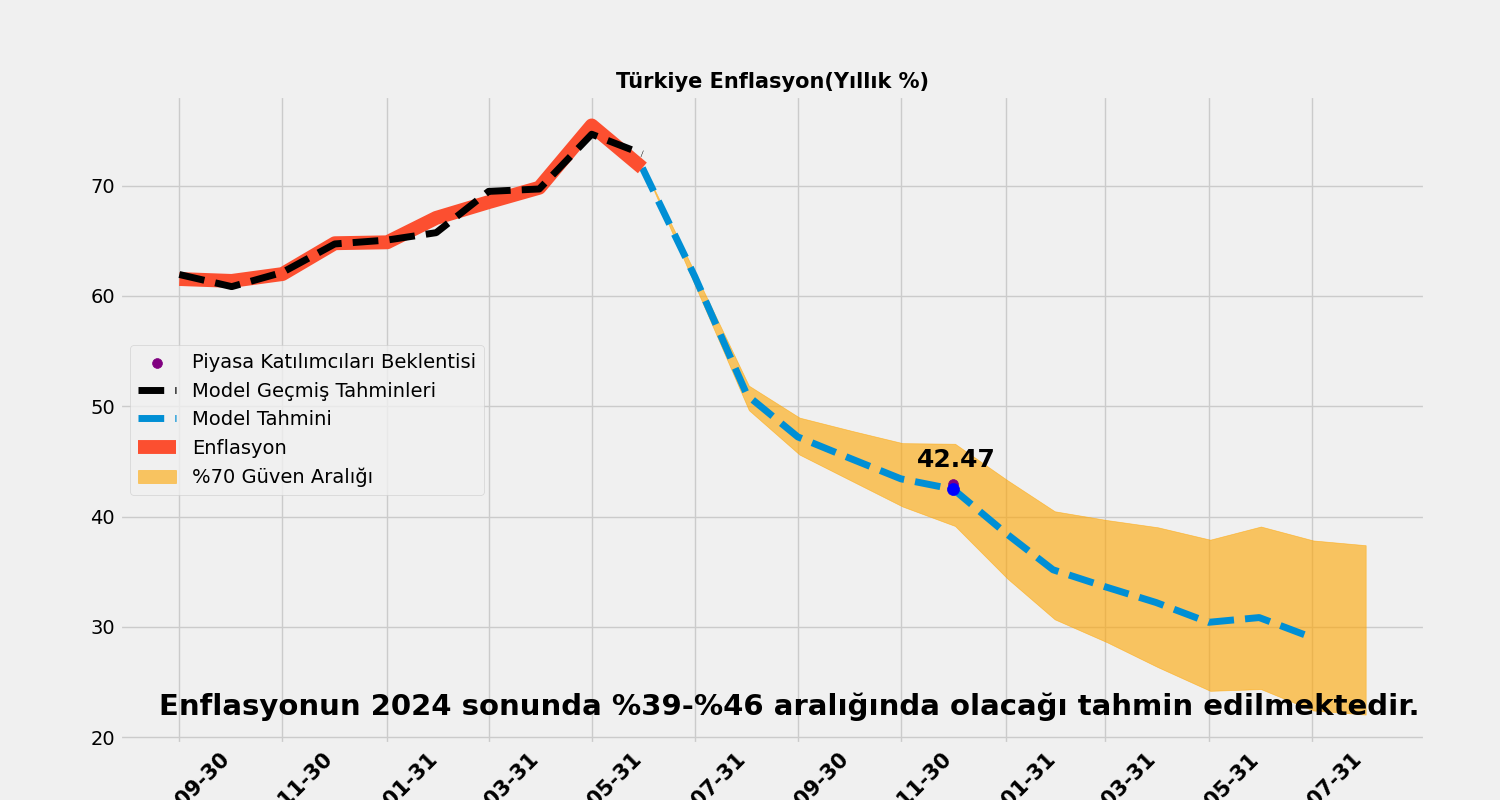 Türkiye Enflasyon(Yıllık %)
70
60
50
40
30
20
Piyasa Katılımcıları Beklentisi
Model Geçmiş Tahminleri
Model Tahmini
Enflasyon
%70 Güven Aralığı
42.47
Enflasyonun 2024 sonunda %39-%46 aralığında olacağı tahmin edilmektedir.
09-30
11-30
01-31
03-31
05-31
07-31
09-30
11-30
01-31
03-31
05-31
07-31